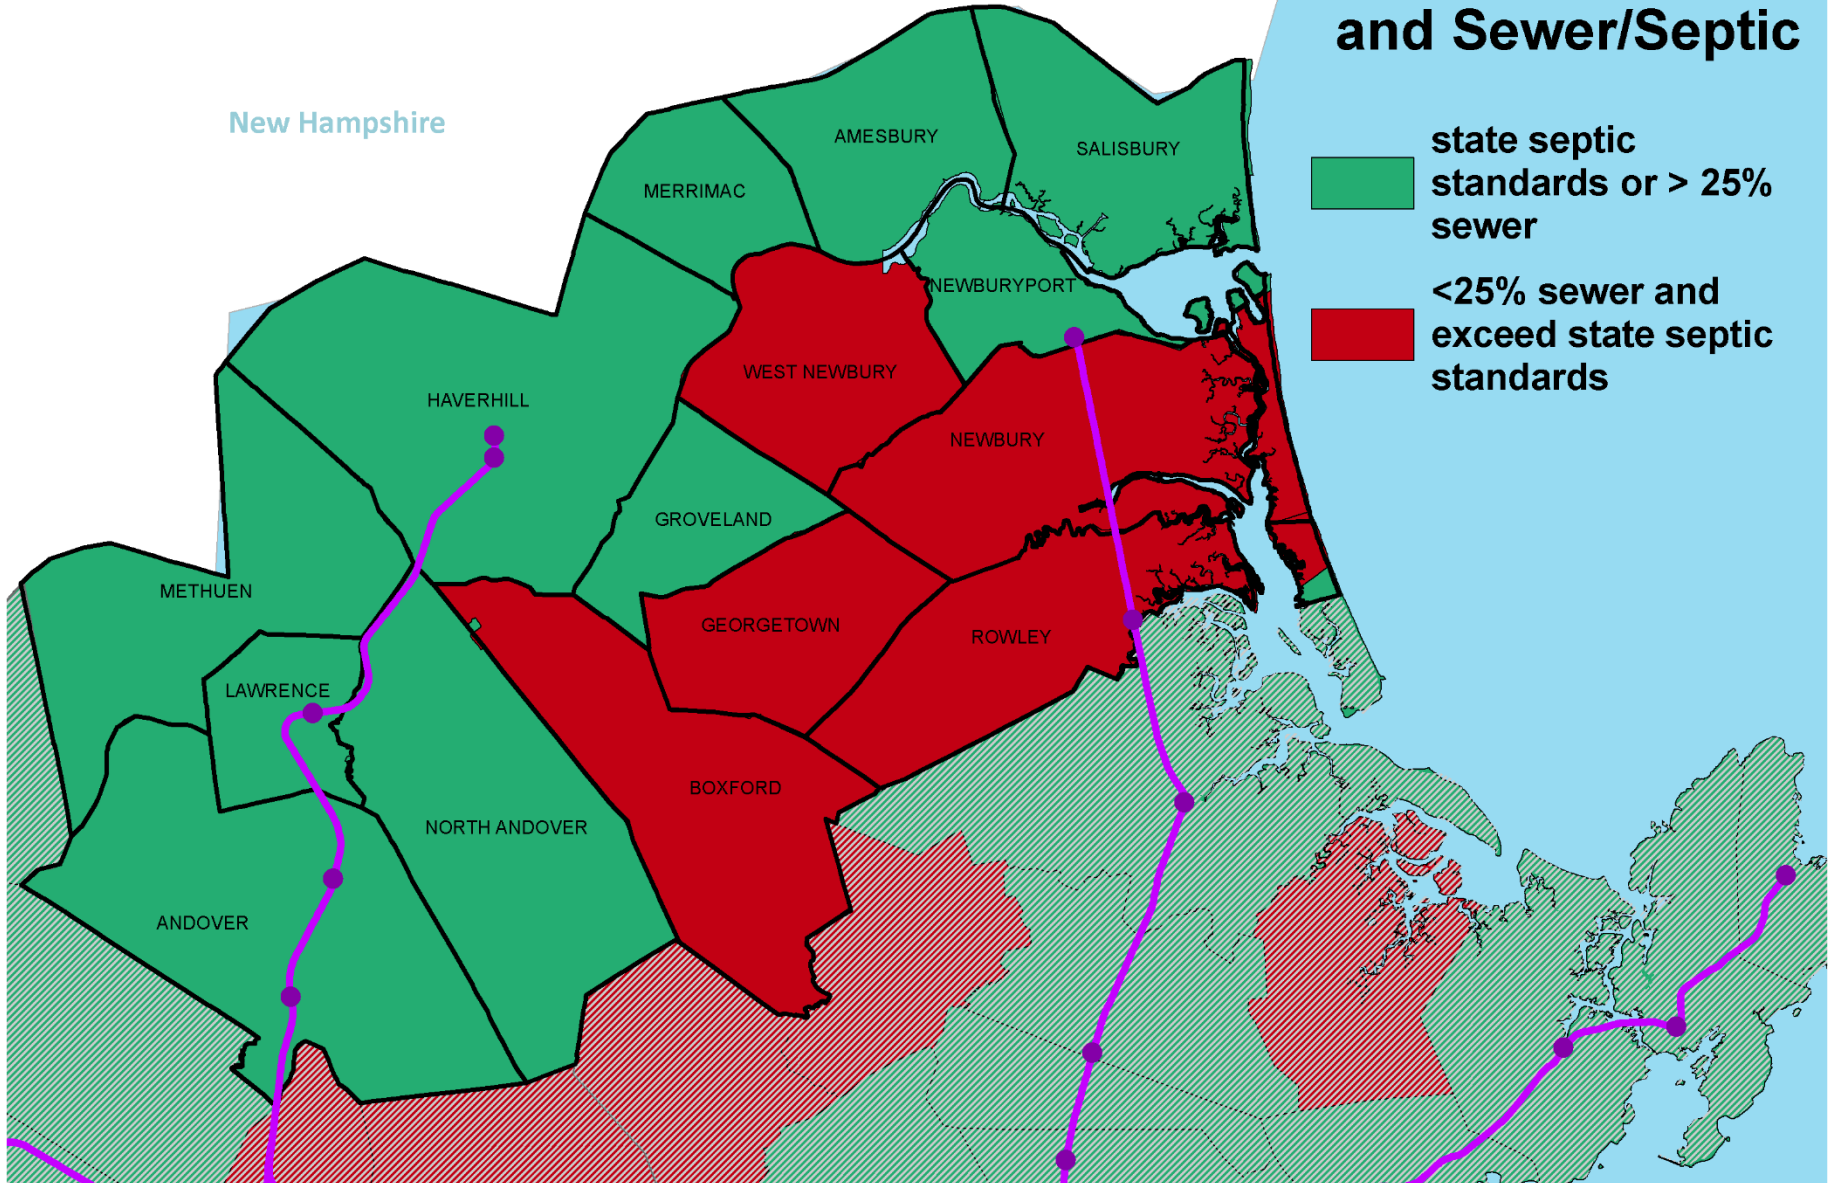 and Sewer/Septic
state septic
standards or > 25%
sewer
<25% sewer and
exceed state septic
standards
New Hampshire
AMESBURY
SALISBURY
MERRIMAC
NEWBURYPORT
WEST NEWBURY
HAVERHILL
NEWBURY
GROVELAND
METHUEN
GEORGETOWN
ROWLEY
LAWRENCE
BOXFORD
NORTH ANDOVER
ANDOVER